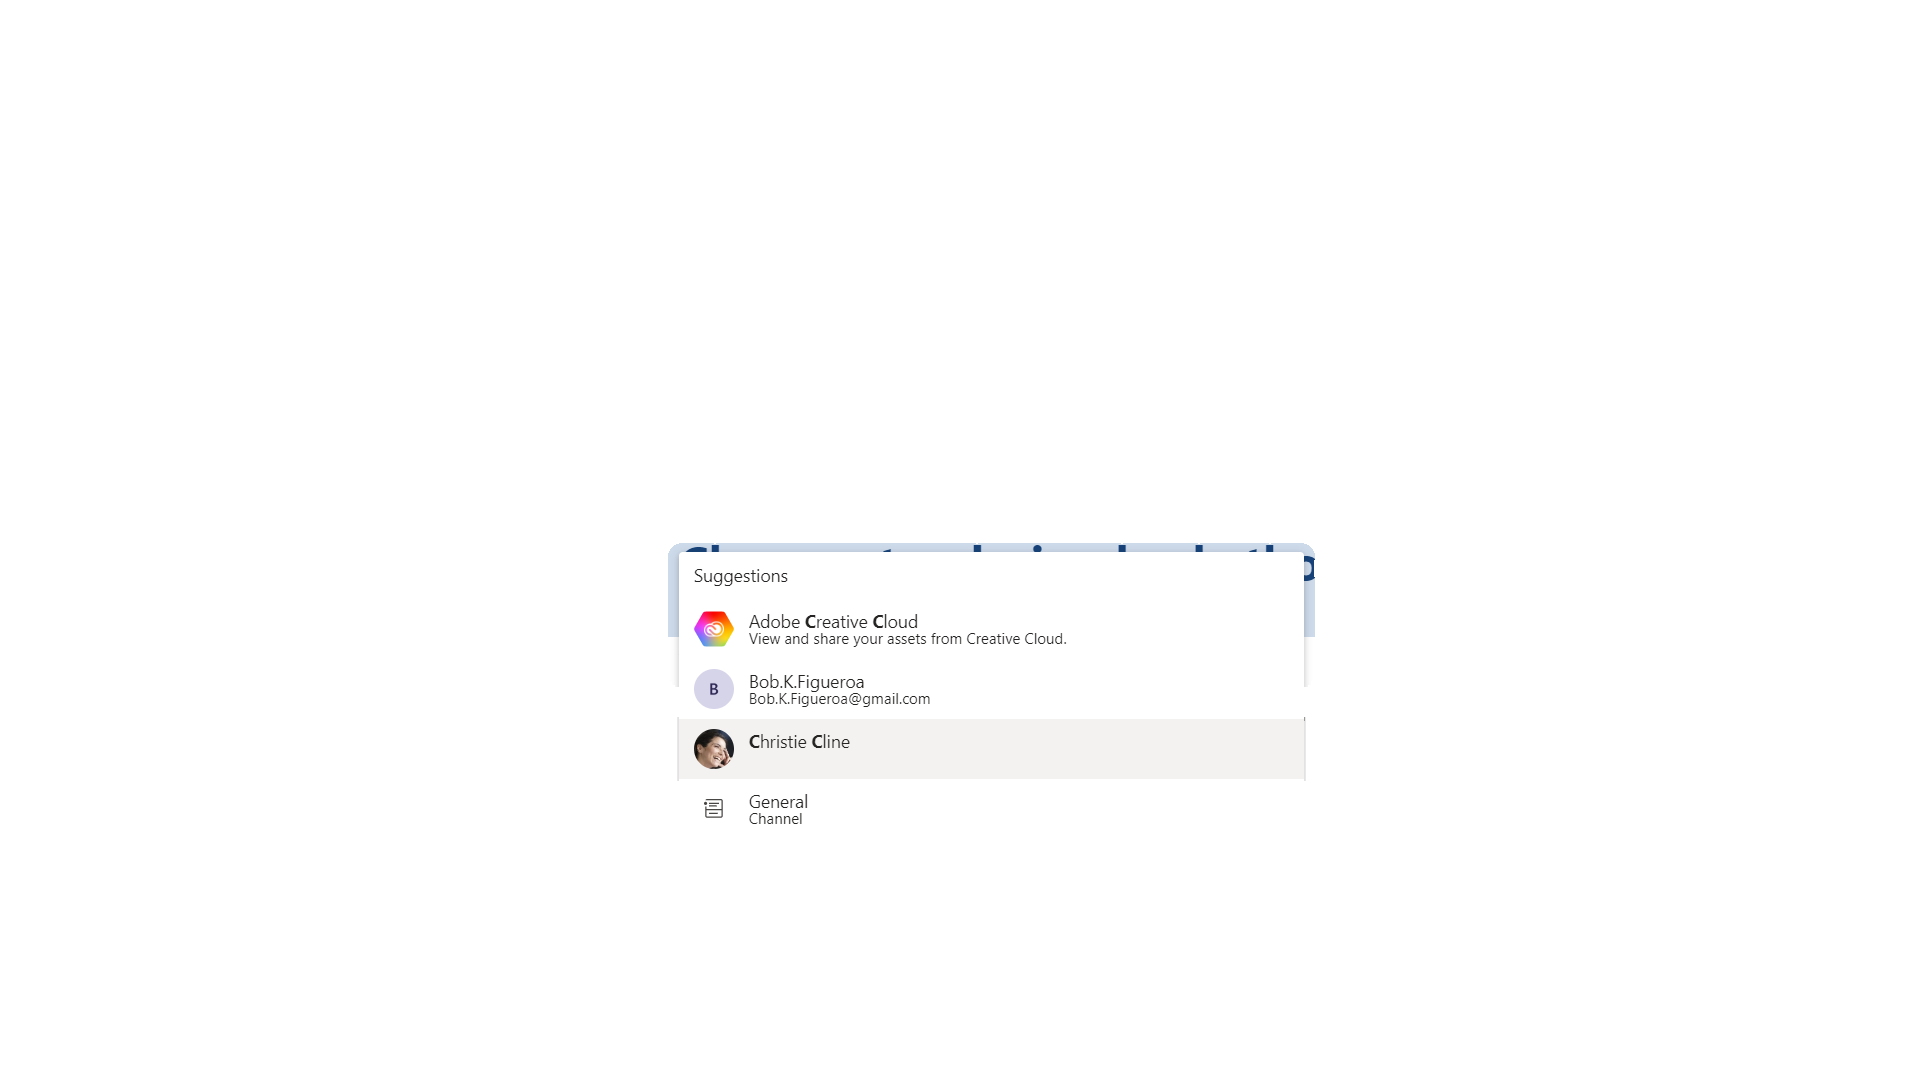 Suggestions
Adobe Creative Cloud
View and share your assets from Creative Cloud.
B
Bob.K.Figueroa
Bob.K.Figueroa@gmail.com
Christie Cline
General
Channel